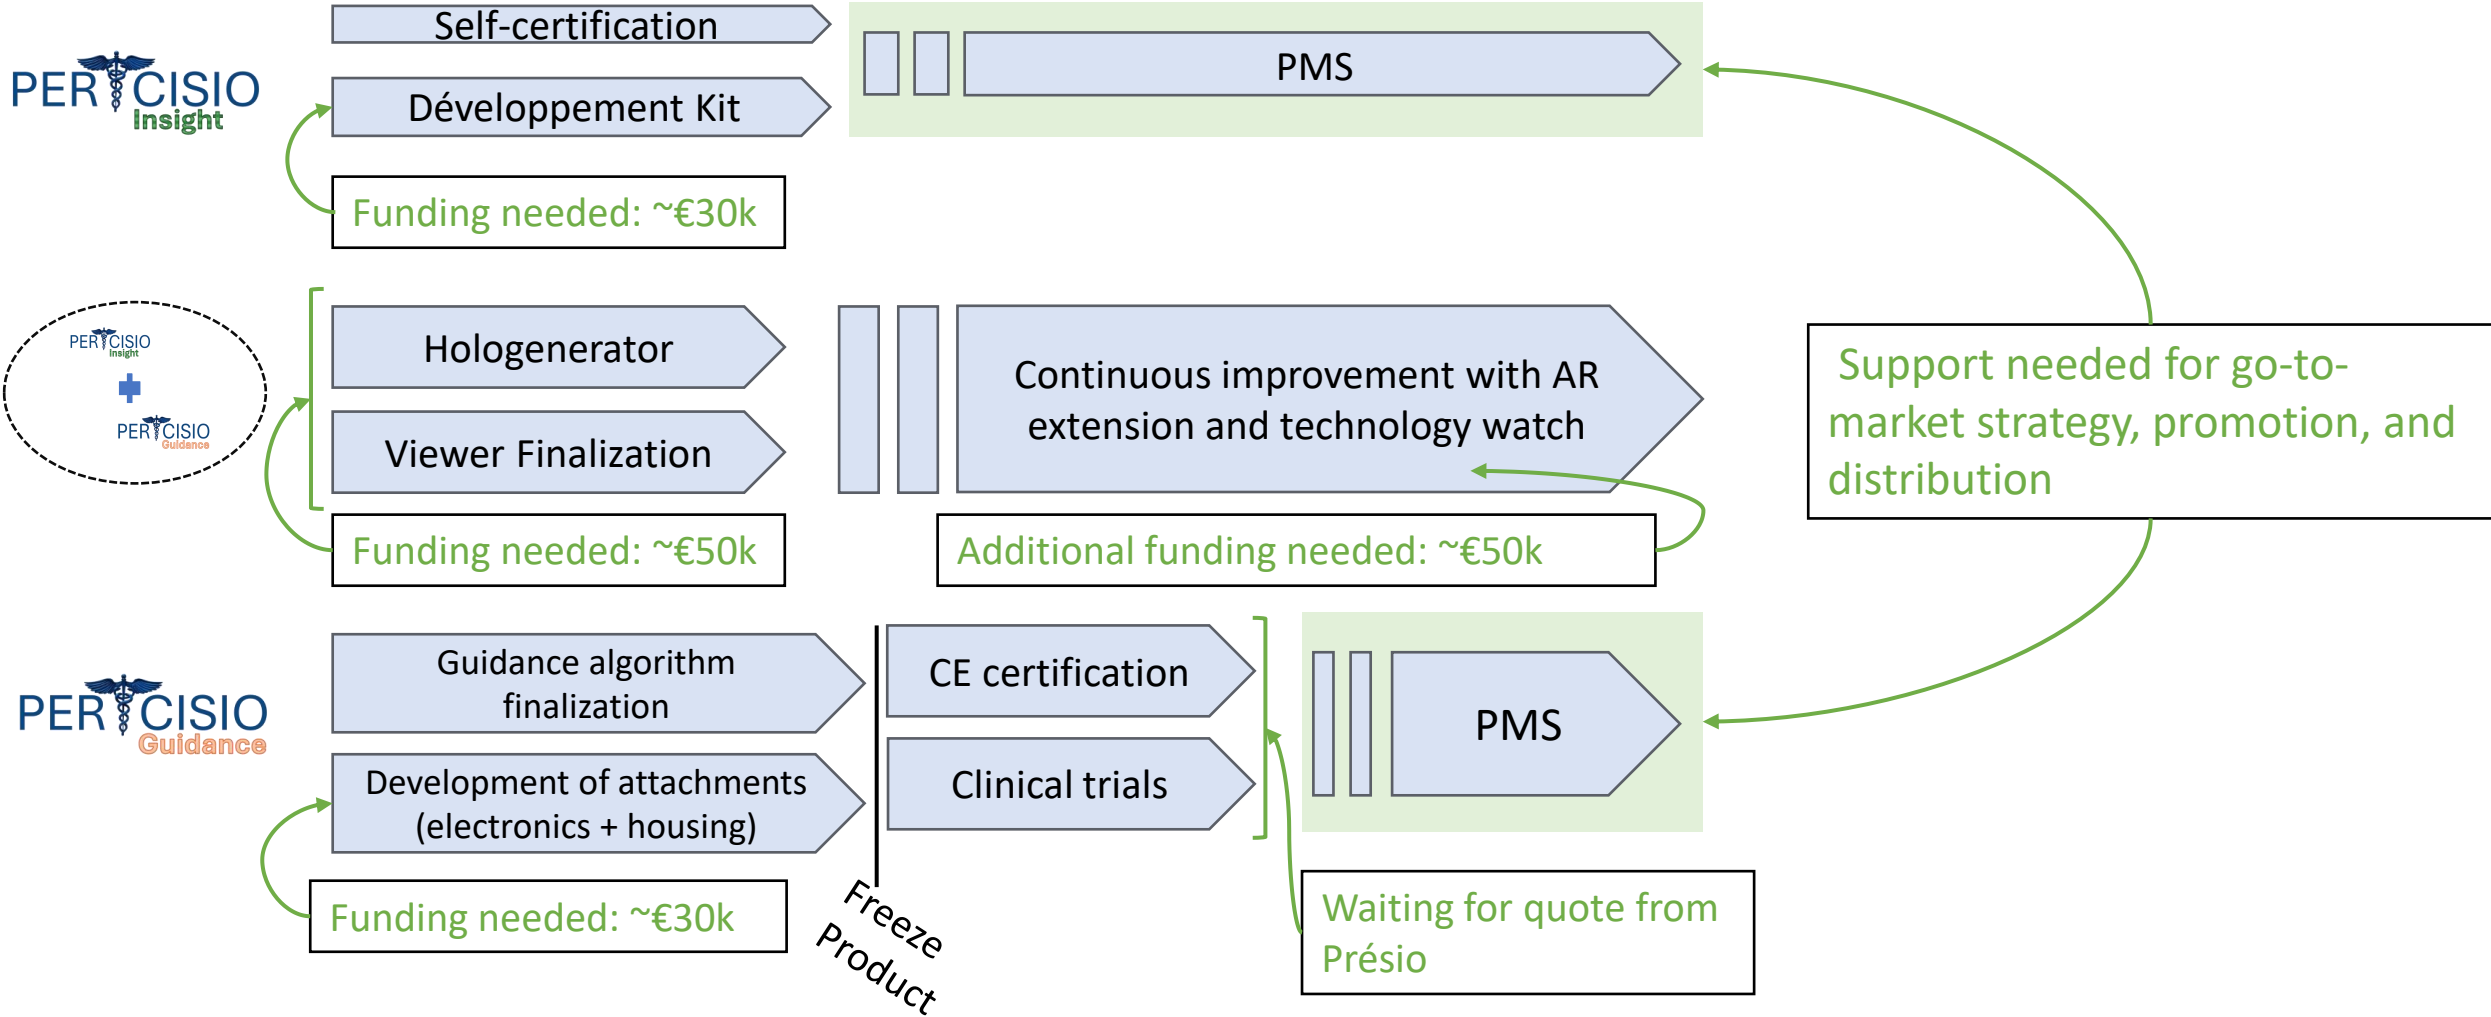 Self-certification
PMS
PERCISIO
Insight
Développement Kit
Funding needed: ~€30k
PERCISIO
Insight
PERCISIO
Guidance
Hologenerator
Viewer Finalization
Continuous improvement with AR
extension and technology watch
Support needed for go-to-
market strategy, promotion, and
distribution
Funding needed: ~€50k
Additional funding needed: ~€50k
PERCISIO
Guidance
Guidance algorithm
finalization
Development of attachments
(electronics + housing)
CE certification
Clinical trials
PMS
Funding needed: ~€30k
Freeze
Product
Waiting for quote from
Présio